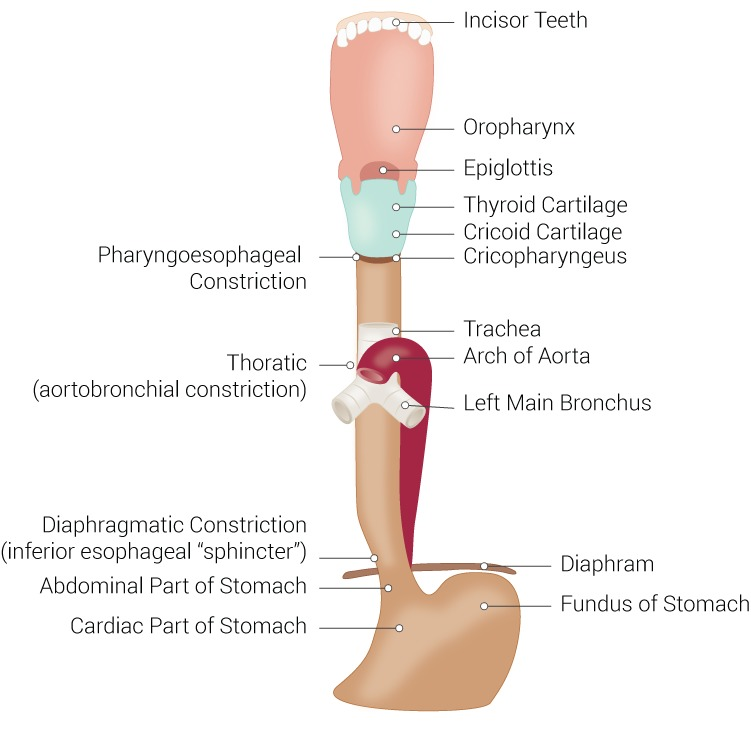 Incisor Teeth
Oropharynx
Epiglottis
Thyroid Cartilage
Cricoid Cartilage
Pharyngoesophageal
Constriction
Cricopharyngeus
Trachea
Arch of Aorta
Thoratic
(aortobronchial constriction)
Left Main Bronchus
Diaphragmatic Constriction
(inferior esophageal “sphincter”)
Diaphram
Abdominal Part of Stomach
Fundus of Stomach
Cardiac Part of Stomach